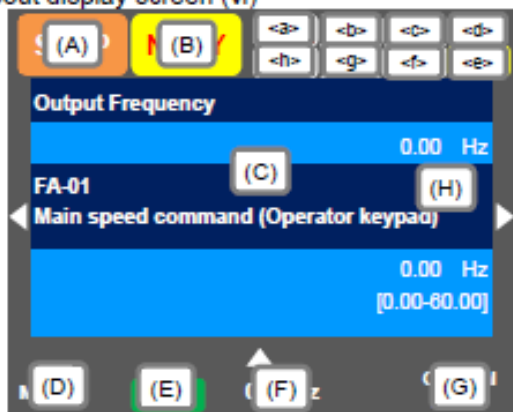 (A) (B) <a> <b> <c> <d>
<h> <g> <f> <e>
Output Frequency
0.00 Hz
(C)
FA-01
(H)
Main speed command (Operator keypad)
0.00 Hz
[0.00-60.00]
(D) (E) (F) (G)